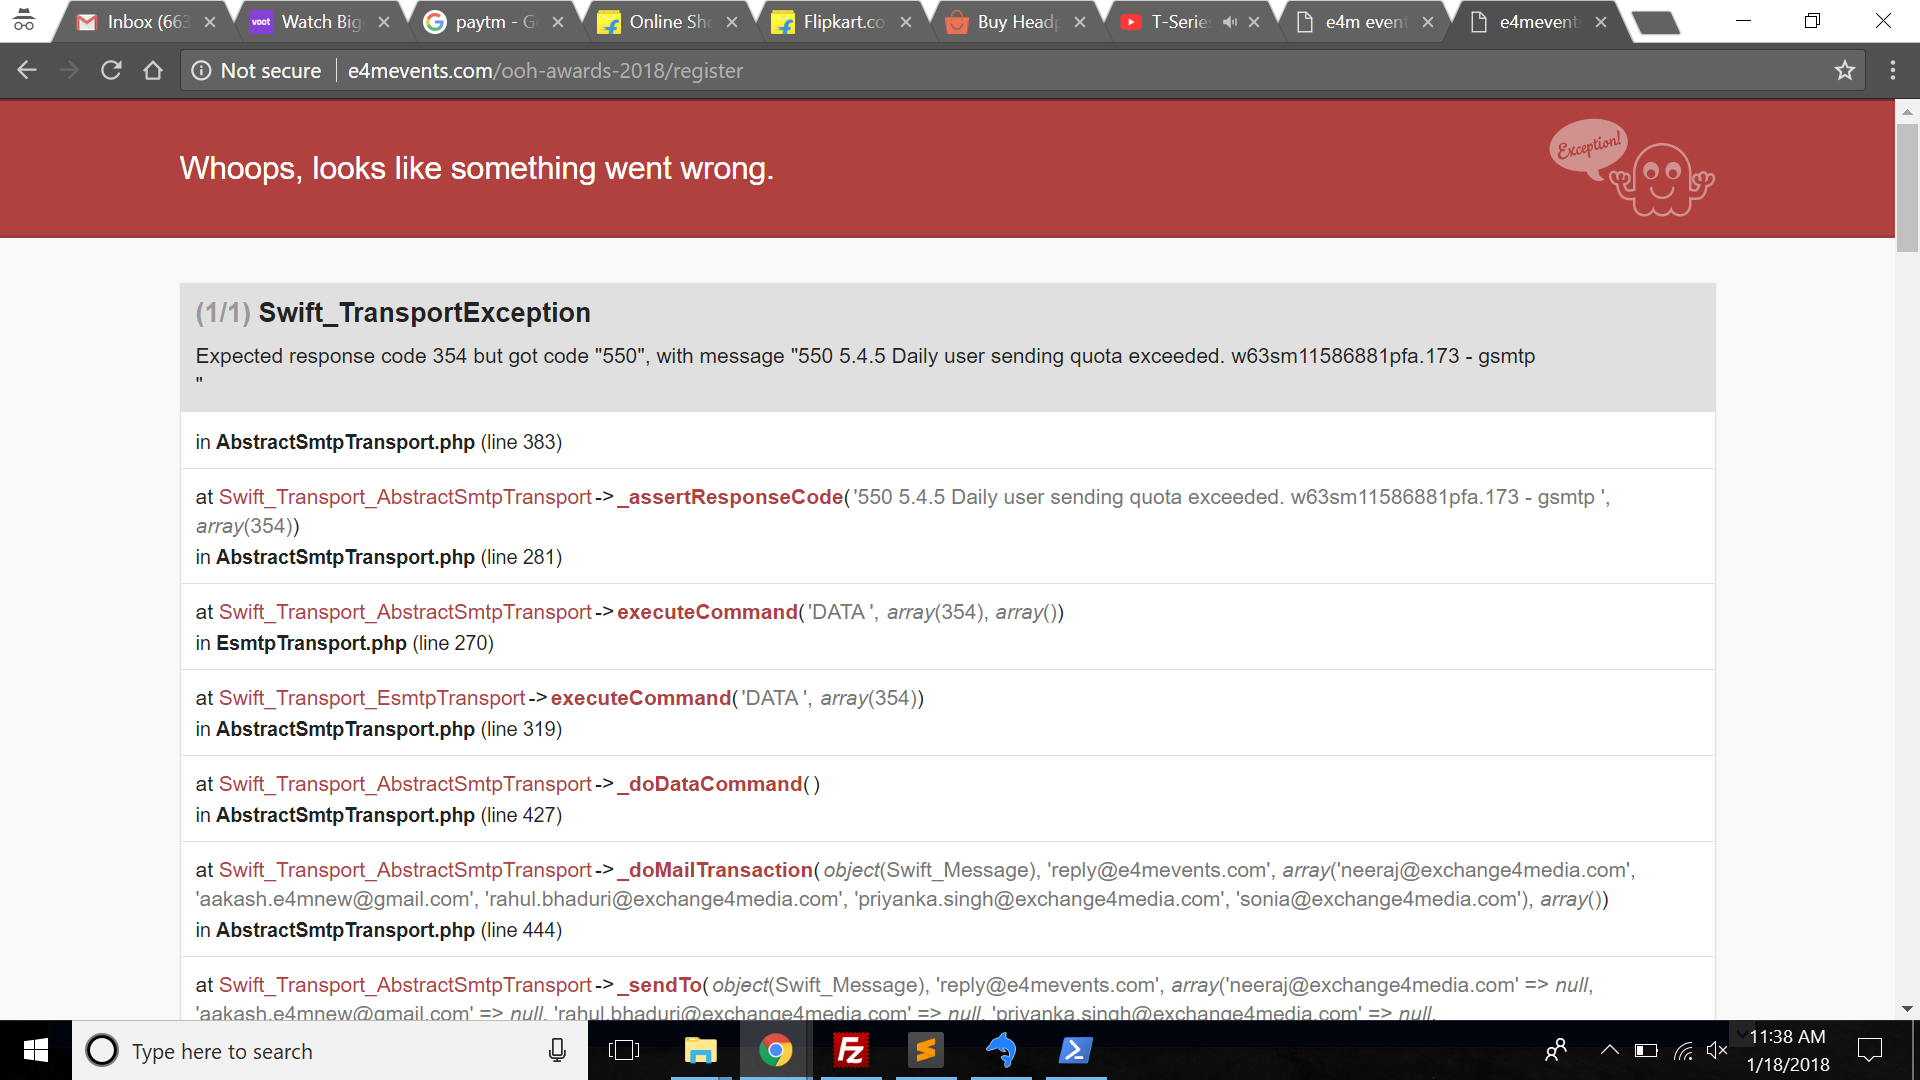 Inbox (663
voot Watch Big
paytm - G
Online Sho
Flipkart.co
Buy Headp
T-Serie
e4m event
e4mevent
Not secure e4mevents.com/ooh-awards-2018/register
Whoops, looks like something went wrong.
Exception!
(1/1) Swift_TransportException
Expected response code 354 but got code "550", with message "550 5.4.5 Daily user sending quota exceeded. w63sm11586881pfa.173 - gsmtp
"
in AbstractSmtpTransport.php (line 383)
at Swift_Transport_AbstractSmtpTransport->_assertResponseCode('550 5.4.5 Daily user sending quota exceeded. w63sm11586881pfa.173 - gsmtp ',
array(354))
in AbstractSmtpTransport.php (line 281)
at Swift_Transport_AbstractSmtpTransport->executeCommand('DATA ', array(354), array())
in EsmtpTransport.php (line 270)
at Swift_Transport_EsmtpTransport->executeCommand('DATA ', array(354))
in AbstractSmtpTransport.php (line 319)
at Swift_Transport_AbstractSmtpTransport->_doDataCommand()
in AbstractSmtpTransport.php (line 427)
at Swift_Transport_AbstractSmtpTransport->_doMailTransaction(object(Swift_Message), 'reply@e4mevents.com', array('neeraj@exchange4media.com',
'aakash.e4mnew@gmail.com', 'rahul.bhaduri@exchange4media.com', 'priyanka.singh@exchange4media.com', 'sonia@exchange4media.com'), array())
in AbstractSmtpTransport.php (line 444)
at Swift_Transport_AbstractSmtpTransport->_sendTo(object(Swift_Message), 'reply@e4mevents.com', array('neeraj@exchange4media.com' => null,
'aakash.e4mnew@gmail.com' => null, 'rahul.bhaduri@exchange4media.com' => null, 'priyanka.singh@exchange4media.com' => null,
Type here to search
11:38 AM
1/18/2018